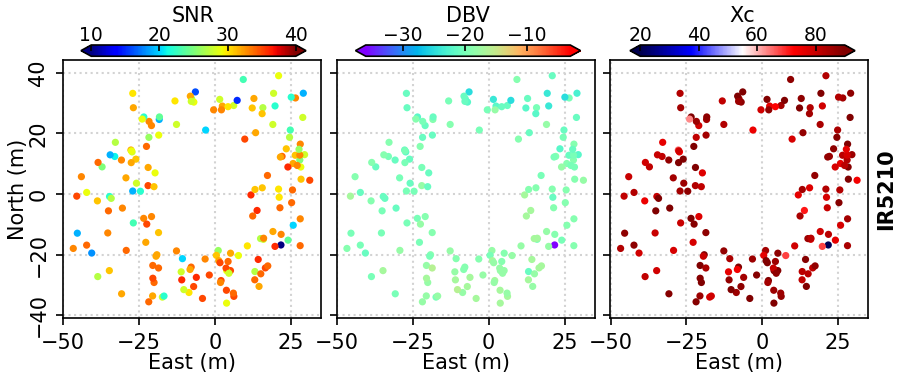 SNR DBV Xc
10 20 30 40 −30 −20 −10 20 40 60 80
40
20
0
−20
−40
North (m)
IR5210
−50 −25 0 25 −50 −25 0 25 −50 −25 0 25
East (m) East (m) East (m)